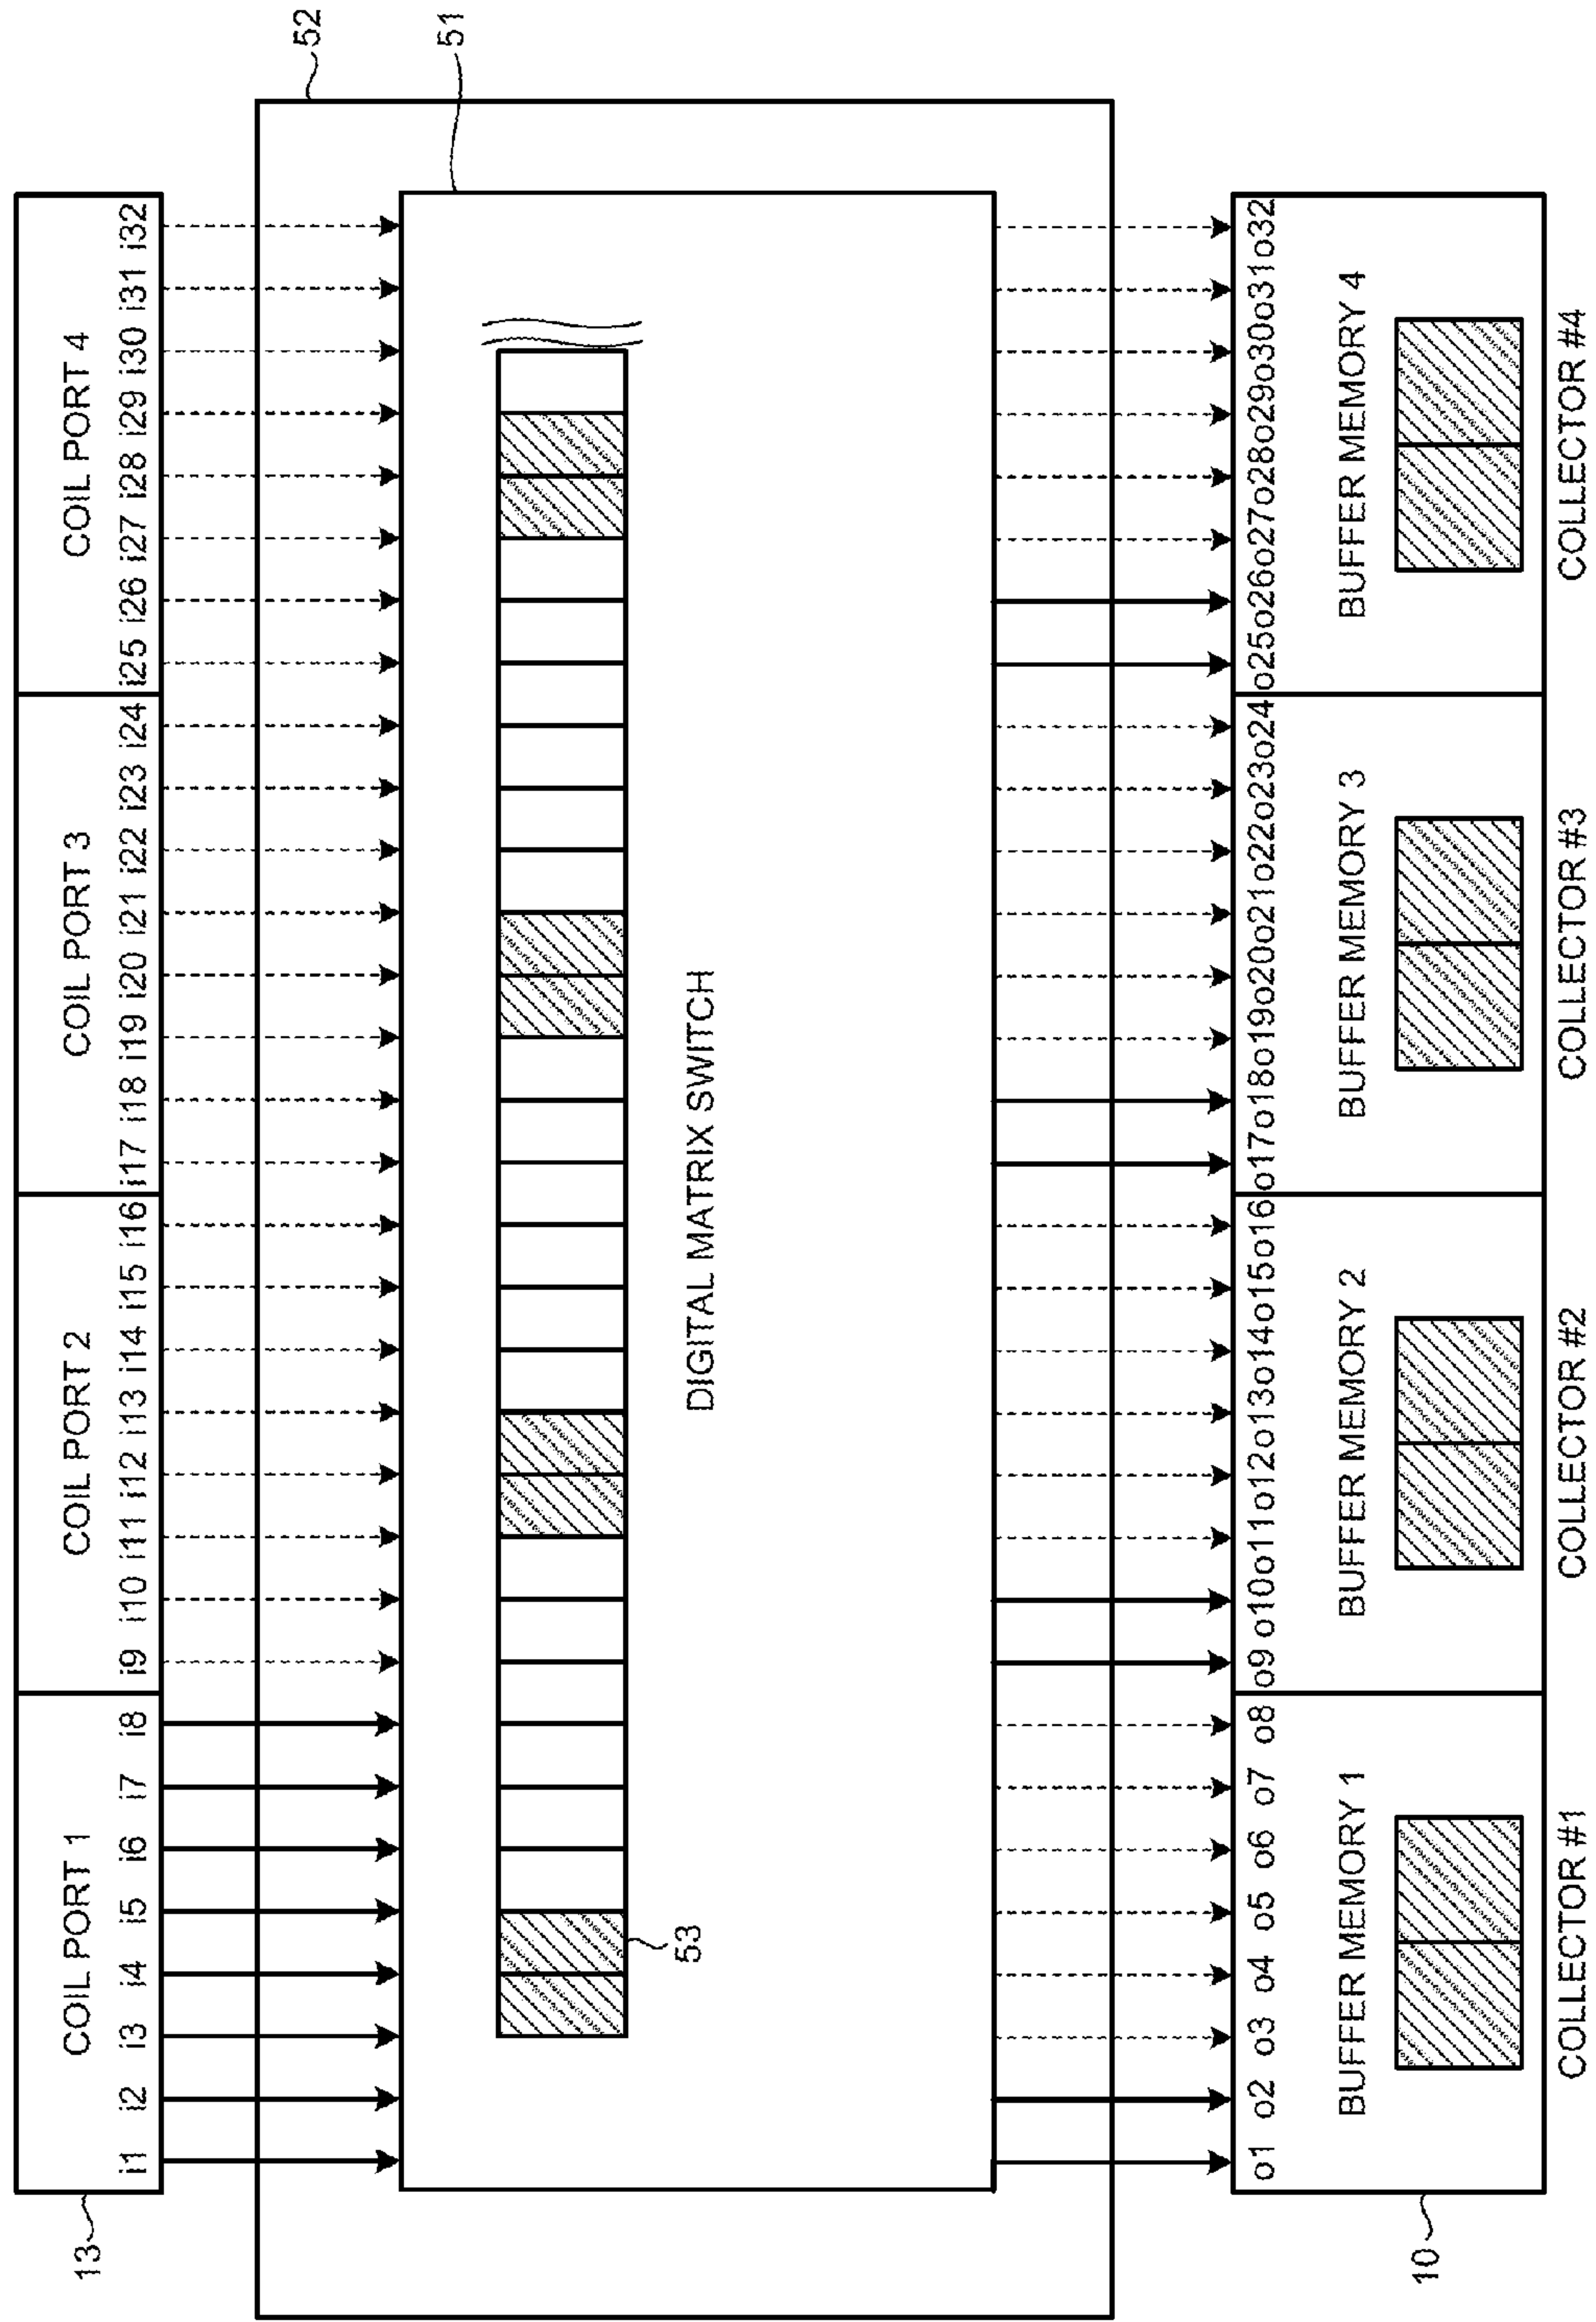 52
51
13
COIL PORT 1
COIL PORT 2
COIL PORT 3
COIL PORT 4
i1 i2 i3 i4 i5 i6 i7 i8
i9 i10 i11 i12 i13 i14 i15 i16
i17 i18 i19 i20 i21 i22 i23 i24
i25 i26 i27 i28 i29 i30 i31 i32
53
DIGITAL MATRIX SWITCH
o1 o2 o3 o4 o5 o6 o7 o8
o9 o10 o11 o12 o13 o14 o15 o16
o17 o18 o19 o20 o21 o22 o23 o24
o25 o26 o27 o28 o29 o30 o31 o32
BUFFER MEMORY 1
BUFFER MEMORY 2
BUFFER MEMORY 3
BUFFER MEMORY 4
10
COLLECTOR #1
COLLECTOR #2
COLLECTOR #3
COLLECTOR #4